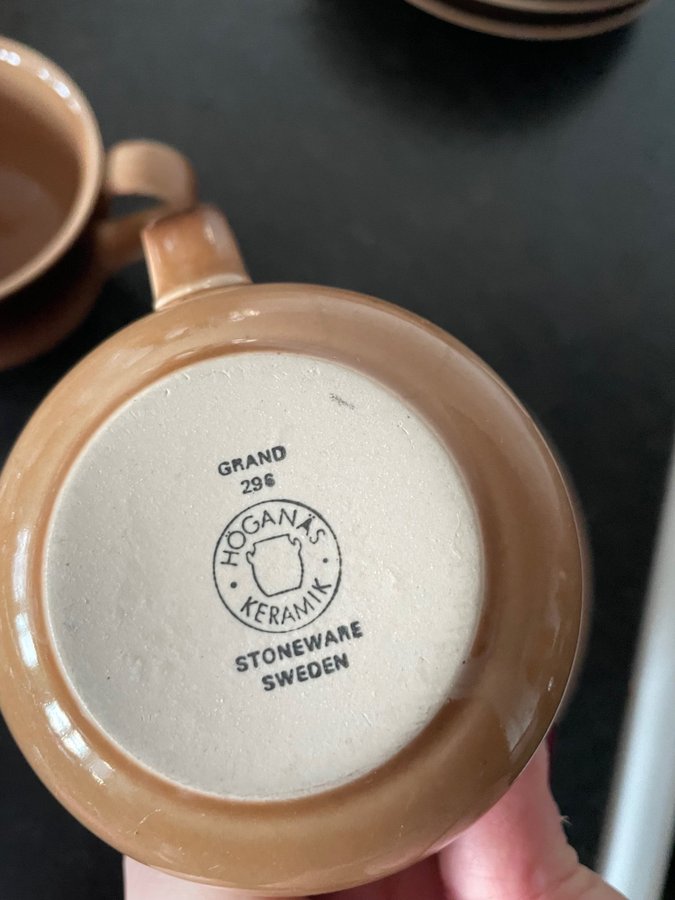 GRAND
296
HÖGANÄS
KERAMIK
STONEWARE
SWEDEN